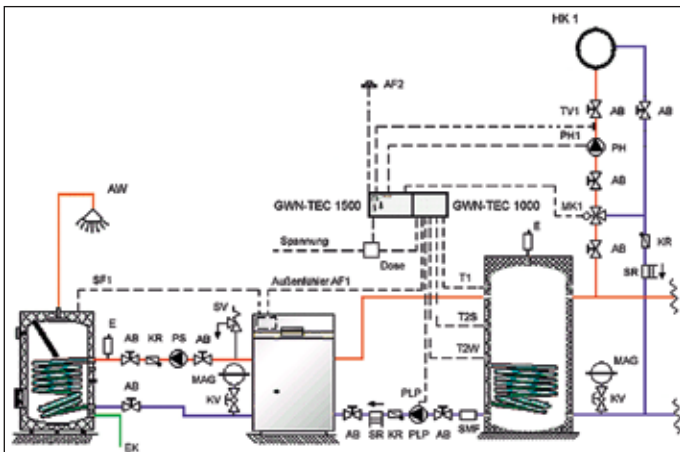 HK 1
AF2
TV1 AB AB
PH1 PH
AB
AW
GWN-TEC 1500 GWN-TEC 1000
MK1
E
Spannung
KR
AB
Dose
SR
SF1 Außenfühler AF1 T1
SV
E
T2S
AB KR PS AB
MAG
T2W
MAG
AB
PLP
KV
KV
AB SR KR PLP AB SMF
EK